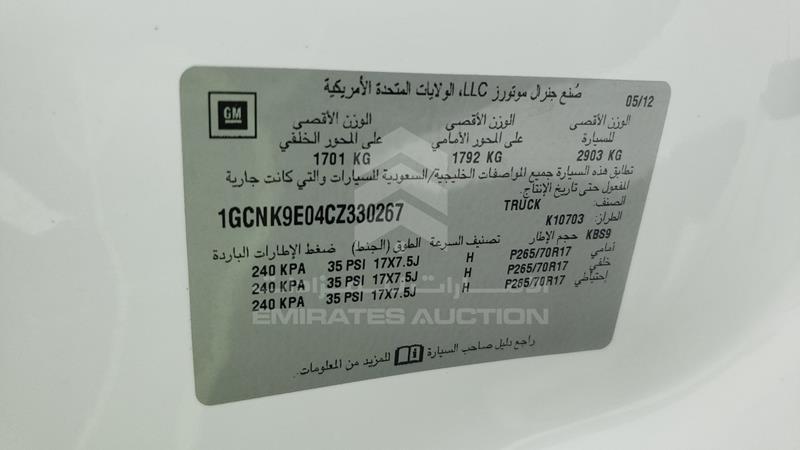 صُنع جنرال موتورز LLC، الولايات المتحدة الأمريكية 05/12
GM
الوزن الأقصى الوزن الأقصى الوزن الأقصى
للسيارة على المحور الأمامي على المحور الخلفي
2903 KG 1792 KG 1701 KG
تطابق هذه السيارة جميع المواصفات الخليجية/السعودية للسيارات والتي كانت جارية
المفعول حتى تاريخ الإنتاج.
1GCNK9E04CZ330267 الصنف: TRUCK
الطراز: K10703
KBS9 حجم الإطار تصنيف السرعة الطوق (الجنط) ضغط الإطارات الباردة
أمامي P265/70R17 H 17X7.5J 35 PSI 240 KPA
خلفي P265/70R17 H 17X7.5J 35 PSI 240 KPA
إحتياطي P265/70R17 H 17X7.5J 35 PSI 240 KPA
EMIRATES AUCTION
راجع دليل صاحب السيارة للمزيد من المعلومات.